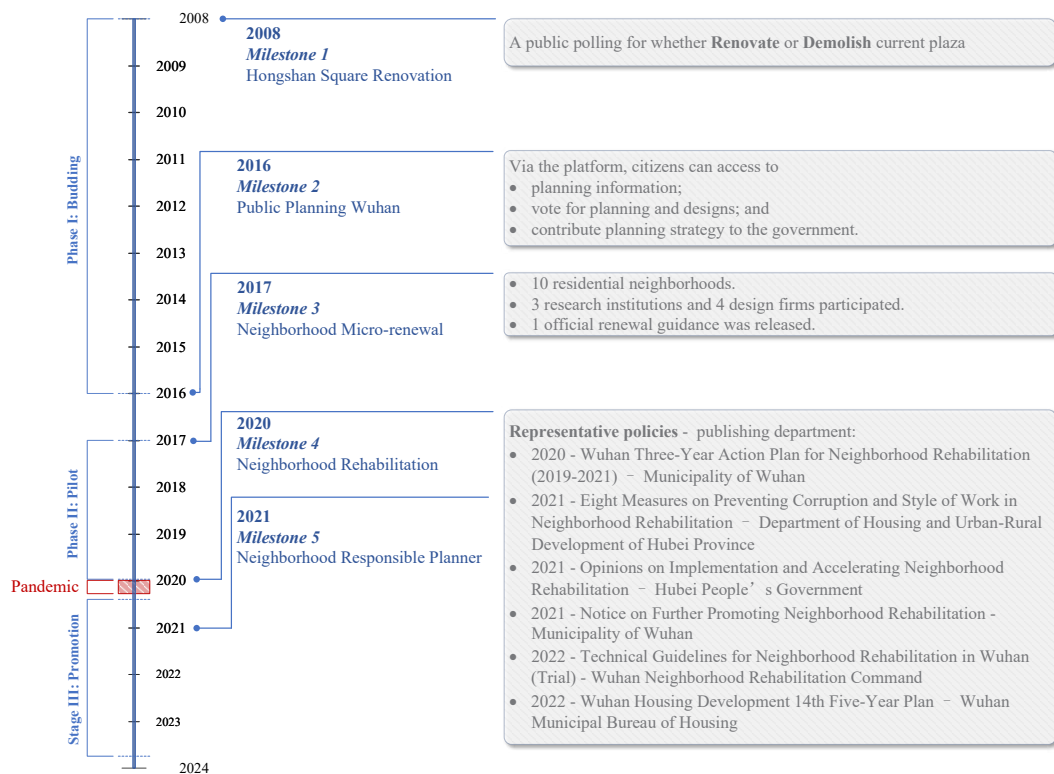 2008
2009
2010
2011
2012
2013
2014
2015
2016
2017
2018
2019
2020
2021
2022
2023
2024
Phase I: Budding
Phase II: Pilot
Pandemic
Stage III: Promotion
2008
Milestone 1
Hongshan Square Renovation
A public polling for whether Renovate or Demolish current plaza
2016
Milestone 2
Public Planning Wuhan
Via the platform, citizens can access to
• planning information;
• vote for planning and designs; and
• contribute planning strategy to the government.
2017
Milestone 3
Neighborhood Micro-renewal
• 10 residential neighborhoods.
• 3 research institutions and 4 design firms participated.
• 1 official renewal guidance was released.
2020
Milestone 4
Neighborhood Rehabilitation
2021
Milestone 5
Neighborhood Responsible Planner
Representative policies - publishing department:
• 2020 - Wuhan Three-Year Action Plan for Neighborhood Rehabilitation
(2019-2021) – Municipality of Wuhan
• 2021 - Eight Measures on Preventing Corruption and Style of Work in
Neighborhood Rehabilitation – Department of Housing and Urban-Rural
Development of Hubei Province
• 2021 - Opinions on Implementation and Accelerating Neighborhood
Rehabilitation – Hubei People’s Government
• 2021 - Notice on Further Promoting Neighborhood Rehabilitation -
Municipality of Wuhan
• 2022 - Technical Guidelines for Neighborhood Rehabilitation in Wuhan
(Trial) - Wuhan Neighborhood Rehabilitation Command
• 2022 - Wuhan Housing Development 14th Five-Year Plan – Wuhan
Municipal Bureau of Housing